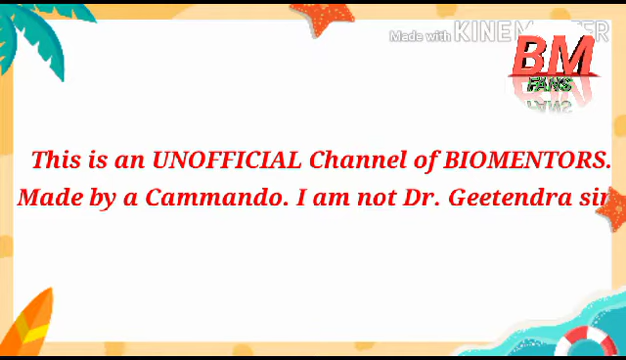 Made with KINEMASTER
BM
FANS
This is an UNOFFICIAL Channel of BIOMENTORS.
Made by a Cammando. I am not Dr. Geetendra sir